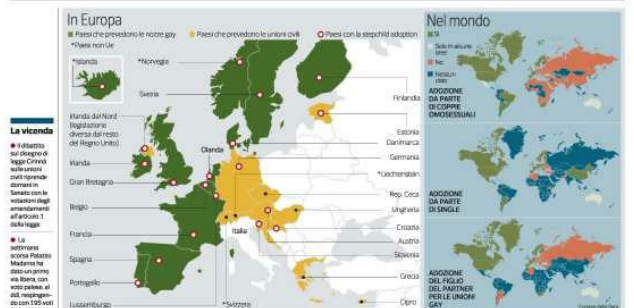 In Europa
Paesi che prevedono le nozze gay
Paesi che prevedono le unioni civili
Paesi con la stepchild adoption
*Paesi non Ue
*Islanda
*Norvegia
Svezia
Irlanda del Nord
(legislazione
diversa dal resto
del Regno Unito)
Irlanda
Gran Bretagna
Belgio
Francia
Spagna
Portogallo
Lussemburgo
Olanda
Italia
*Svizzera
Finlandia
Estonia
Danimarca
Germania
*Liechtenstein
Rep. Ceca
Ungheria
Croazia
Austria
Slovenia
Grecia
Cipro
La vicenda
Il dibattito
sul disegno di
legge Cirinnà
sulle unioni
civili riprende
domani in
Senato con le
votazioni degli
emendamenti
all'articolo 1
della legge
La
settimana
scorsa Palazzo
Madama ha
dato un primo
via libera, con
voto palese, al
ddl, respingen-
do con 195 voti
Nel mondo
Sì
Solo in alcune
aree
No
Nessun
dato
ADOZIONE
DA PARTE
DI COPPIE
OMOSESSUALI
ADOZIONE
DA PARTE
DI SINGLE
ADOZIONE
DEL FIGLIO
DEL PARTNER
PER LE UNIONI
GAY
Corriere della Sera